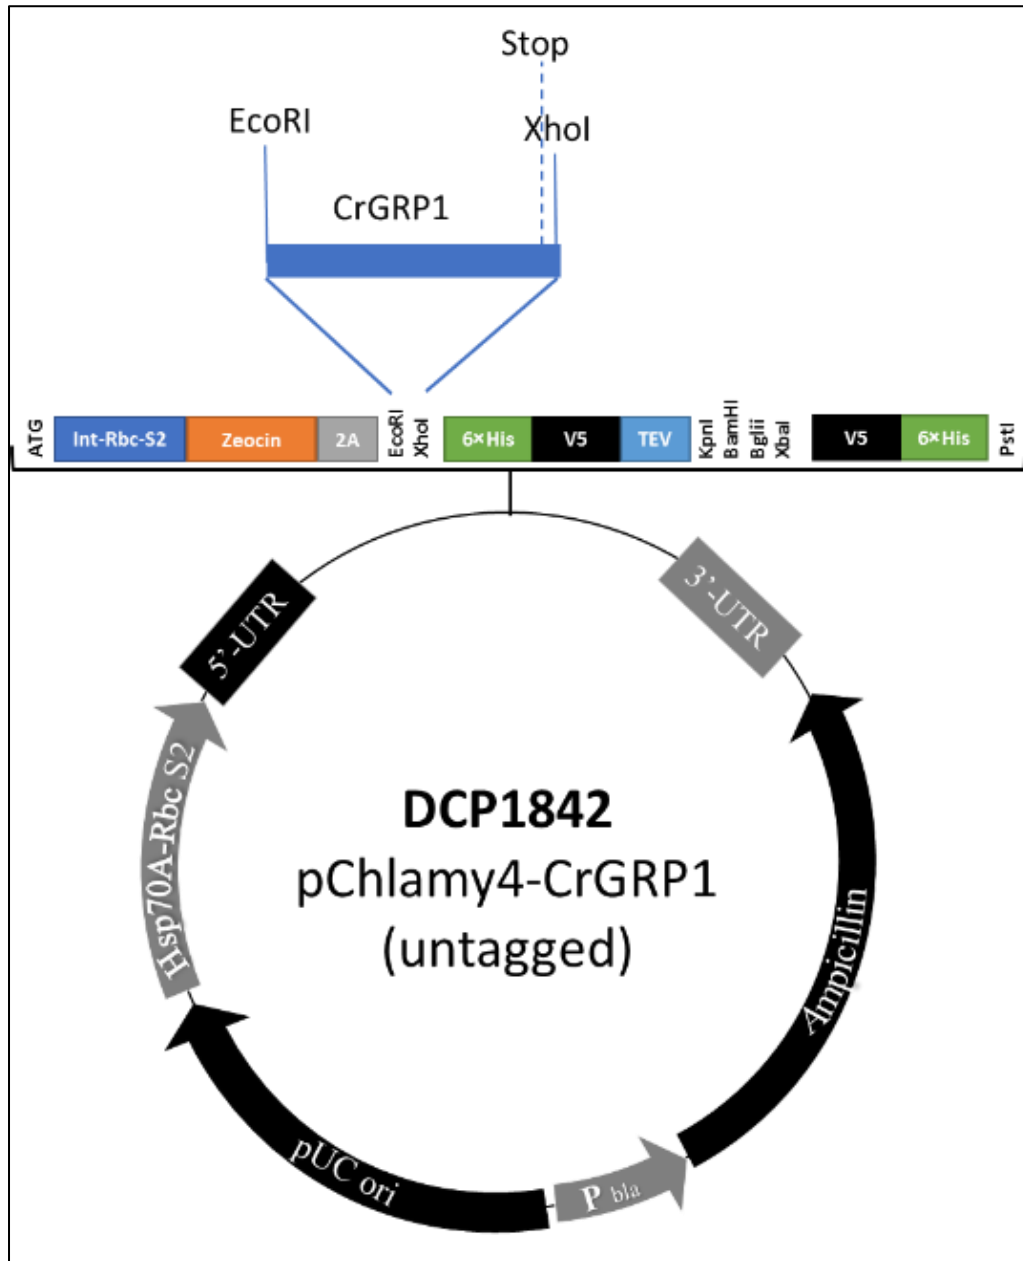 Stop
EcoRI
XhoI
CrGRP1
ATG
Int-Rbc-S2
Zeocin
2A
EcoRI
XhoI
6×His
V5
TEV
KpnI
BamHI
Bglii
XbaI
V5
6×His
PstI
5'-UTR
3'-UTR
Hsp70A-Rbc S2
DCP1842
pChlamy4-CrGRP1
(untagged)
Ampicillin
pUC ori
P bla